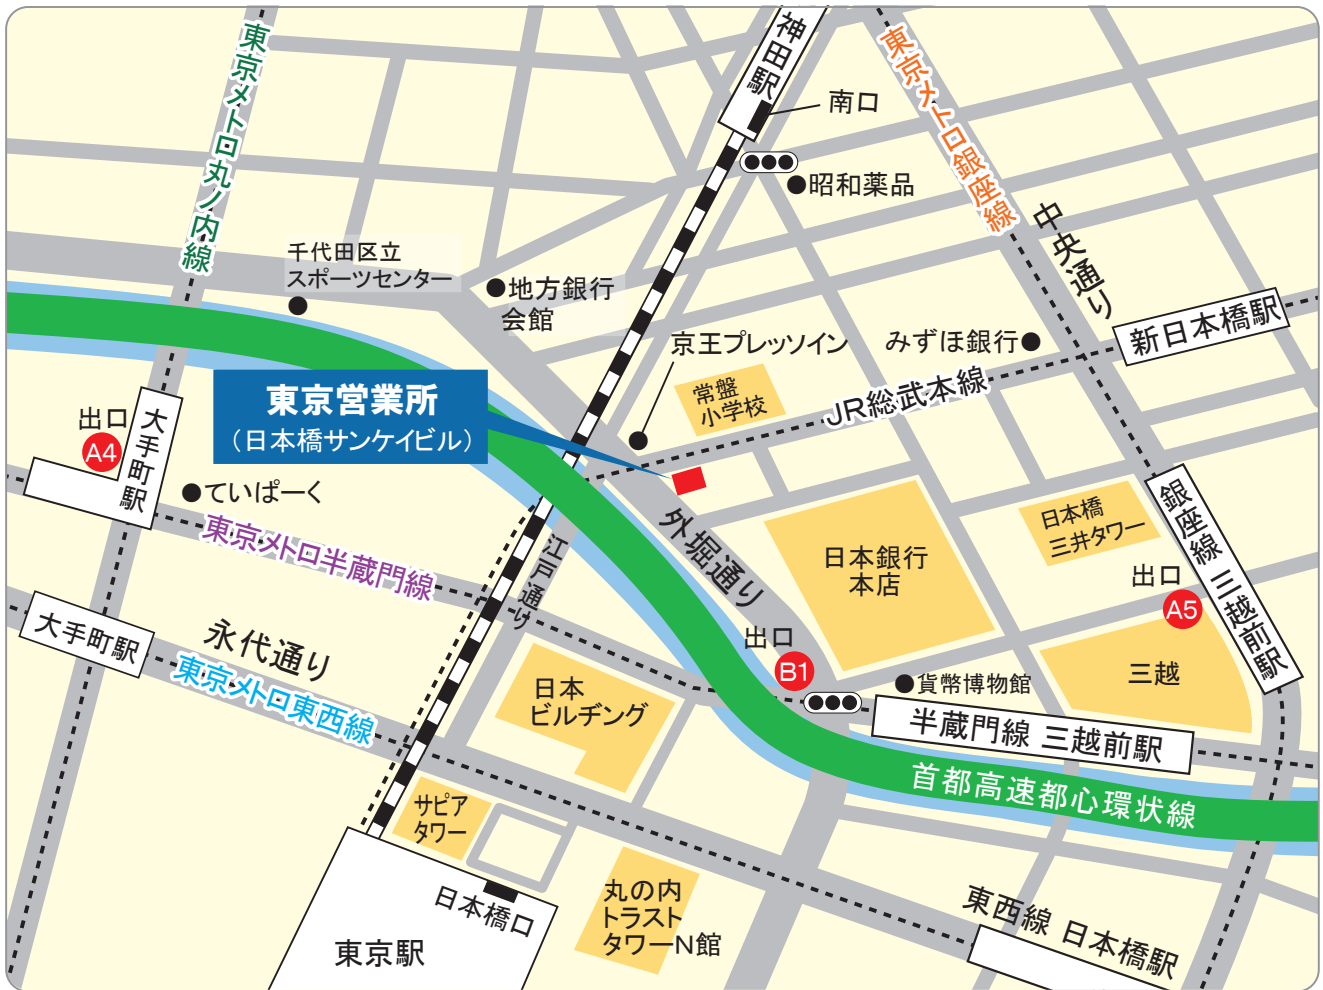 東京メトロ丸ノ内線
神田駅
南口
昭和薬品
東京メトロ銀座線
中央通り
千代田区立
スポーツセンター
地方銀行
会館
京王プレッソイン
みずほ銀行
新日本橋駅
常盤
小学校
JR総武本線
東京営業所
（日本橋サンケイビル）
出口
A4
大手町駅
ていぱーく
東京メトロ半蔵門線
江戸通り
外堀通り
日本銀行
本店
日本橋
三井タワー
銀座線 三越前駅
出口
A5
三越
大手町駅
永代通り
東京メトロ東西線
日本
ビルヂング
出口
B1
貨幣博物館
半蔵門線 三越前駅
首都高速都心環状線
サピア
タワー
日本橋口
東京駅
丸の内
トラスト
タワーN館
東西線 日本橋駅